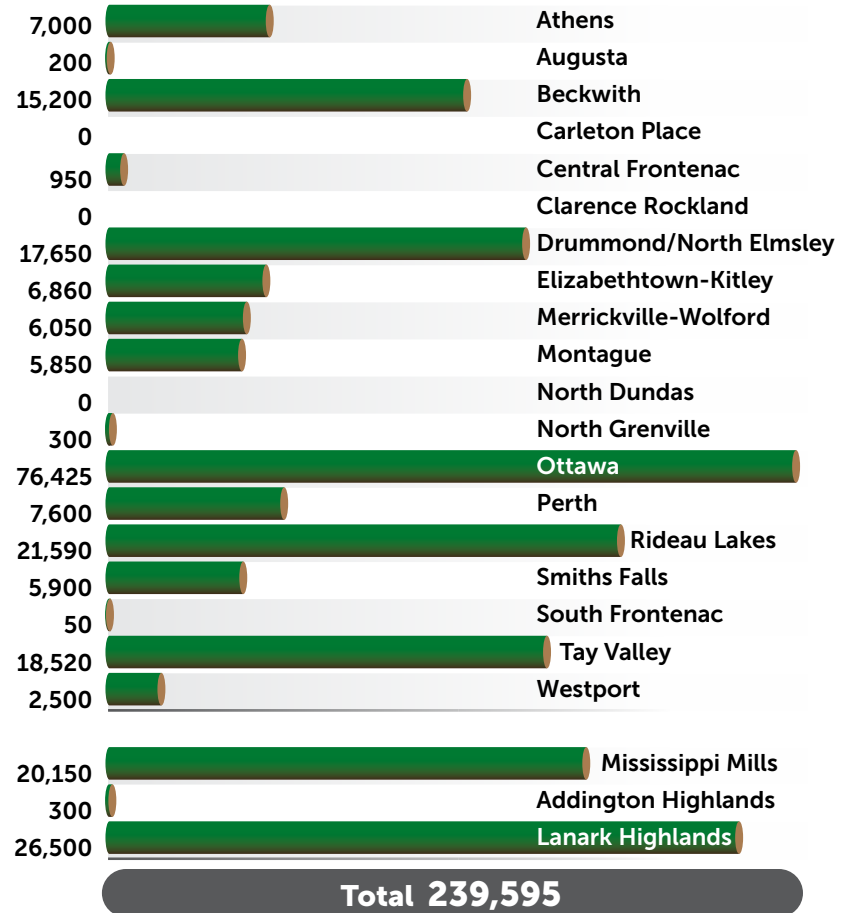 7,000 Athens
200 Augusta
15,200 Beckwith
0 Carleton Place
950 Central Frontenac
0 Clarence Rockland
17,650 Drummond/North Elmsley
6,860 Elizabethtown-Kitley
6,050 Merrickville-Wolford
5,850 Montague
0 North Dundas
300 North Grenville
76,425 Ottawa
7,600 Perth
21,590 Rideau Lakes
5,900 Smiths Falls
50 South Frontenac
18,520 Tay Valley
2,500 Westport
20,150 Mississippi Mills
300 Addington Highlands
26,500 Lanark Highlands
Total 239,595